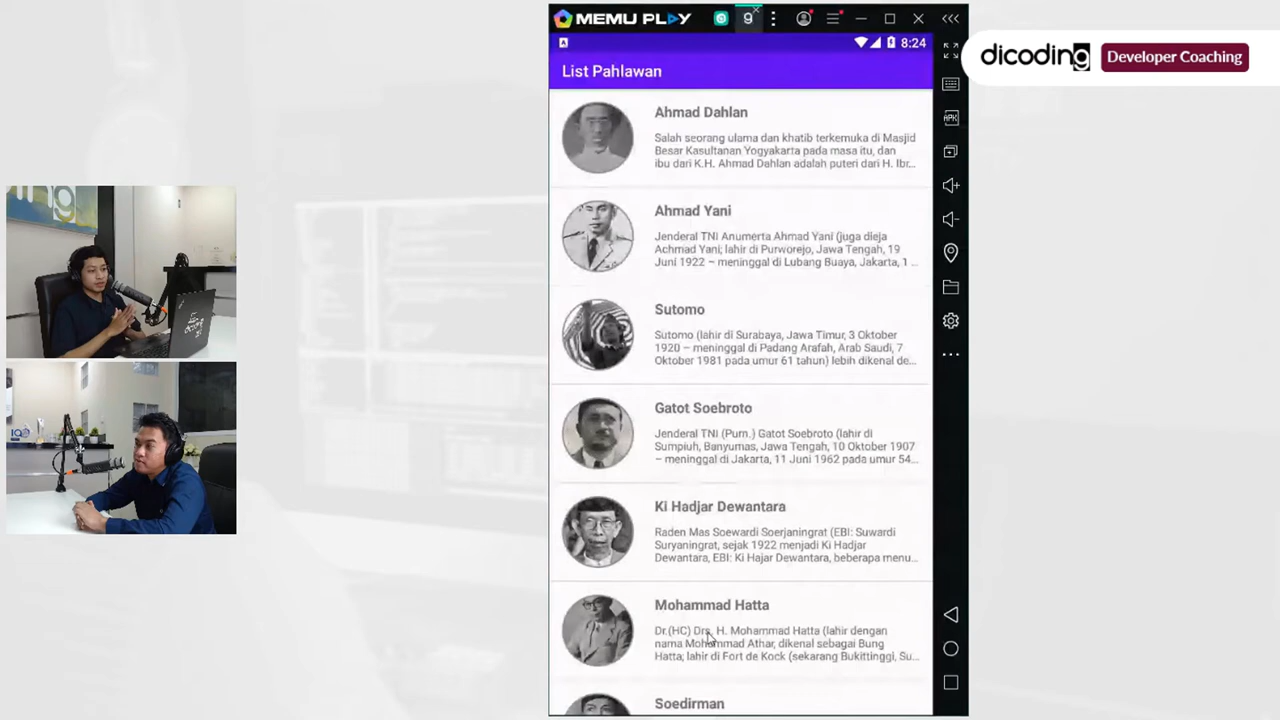 MEMU PLAY
8:24
List Pahlawan
dicoding
Developer Coaching
Ahmad Dahlan
Salah seorang ulama dan khatib terkemuka di Masjid
Besar Kasultanan Yogyakarta pada masa itu, dan
ibu dari K.H. Ahmad Dahlan adalah puteri dari H. Ibr...
Ahmad Yani
Jenderal TNI Anumerta Ahmad Yani (juga dieja
Achmad Yani; lahir di Purworejo, Jawa Tengah, 19
Juni 1922 – meninggal di Lubang Buaya, Jakarta, 1 ...
Sutomo
Sutomo (lahir di Surabaya, Jawa Timur, 3 Oktober
1920 – meninggal di Padang Arafah, Arab Saudi, 7
Oktober 1981 pada umur 61 tahun) lebih dikenal de...
Gatot Soebroto
Jenderal TNI (Purn.) Gatot Soebroto (lahir di
Sumpiuh, Banyumas, Jawa Tengah, 10 Oktober 1907
– meninggal di Jakarta, 11 Juni 1962 pada umur 54...
Ki Hadjar Dewantara
Raden Mas Soewardi Soerjaningrat (EBI: Suwardi
Suryaningrat, sejak 1922 menjadi Ki Hadjar
Dewantara, EBI: Ki Hajar Dewantara, beberapa menu...
Mohammad Hatta
Dr.(HC) Drs. H. Mohammad Hatta (lahir dengan
nama Mohammad Athar, dikenal sebagai Bung
Hatta; lahir di Fort de Kock (sekarang Bukittinggi, Su...
Soedirman
APK